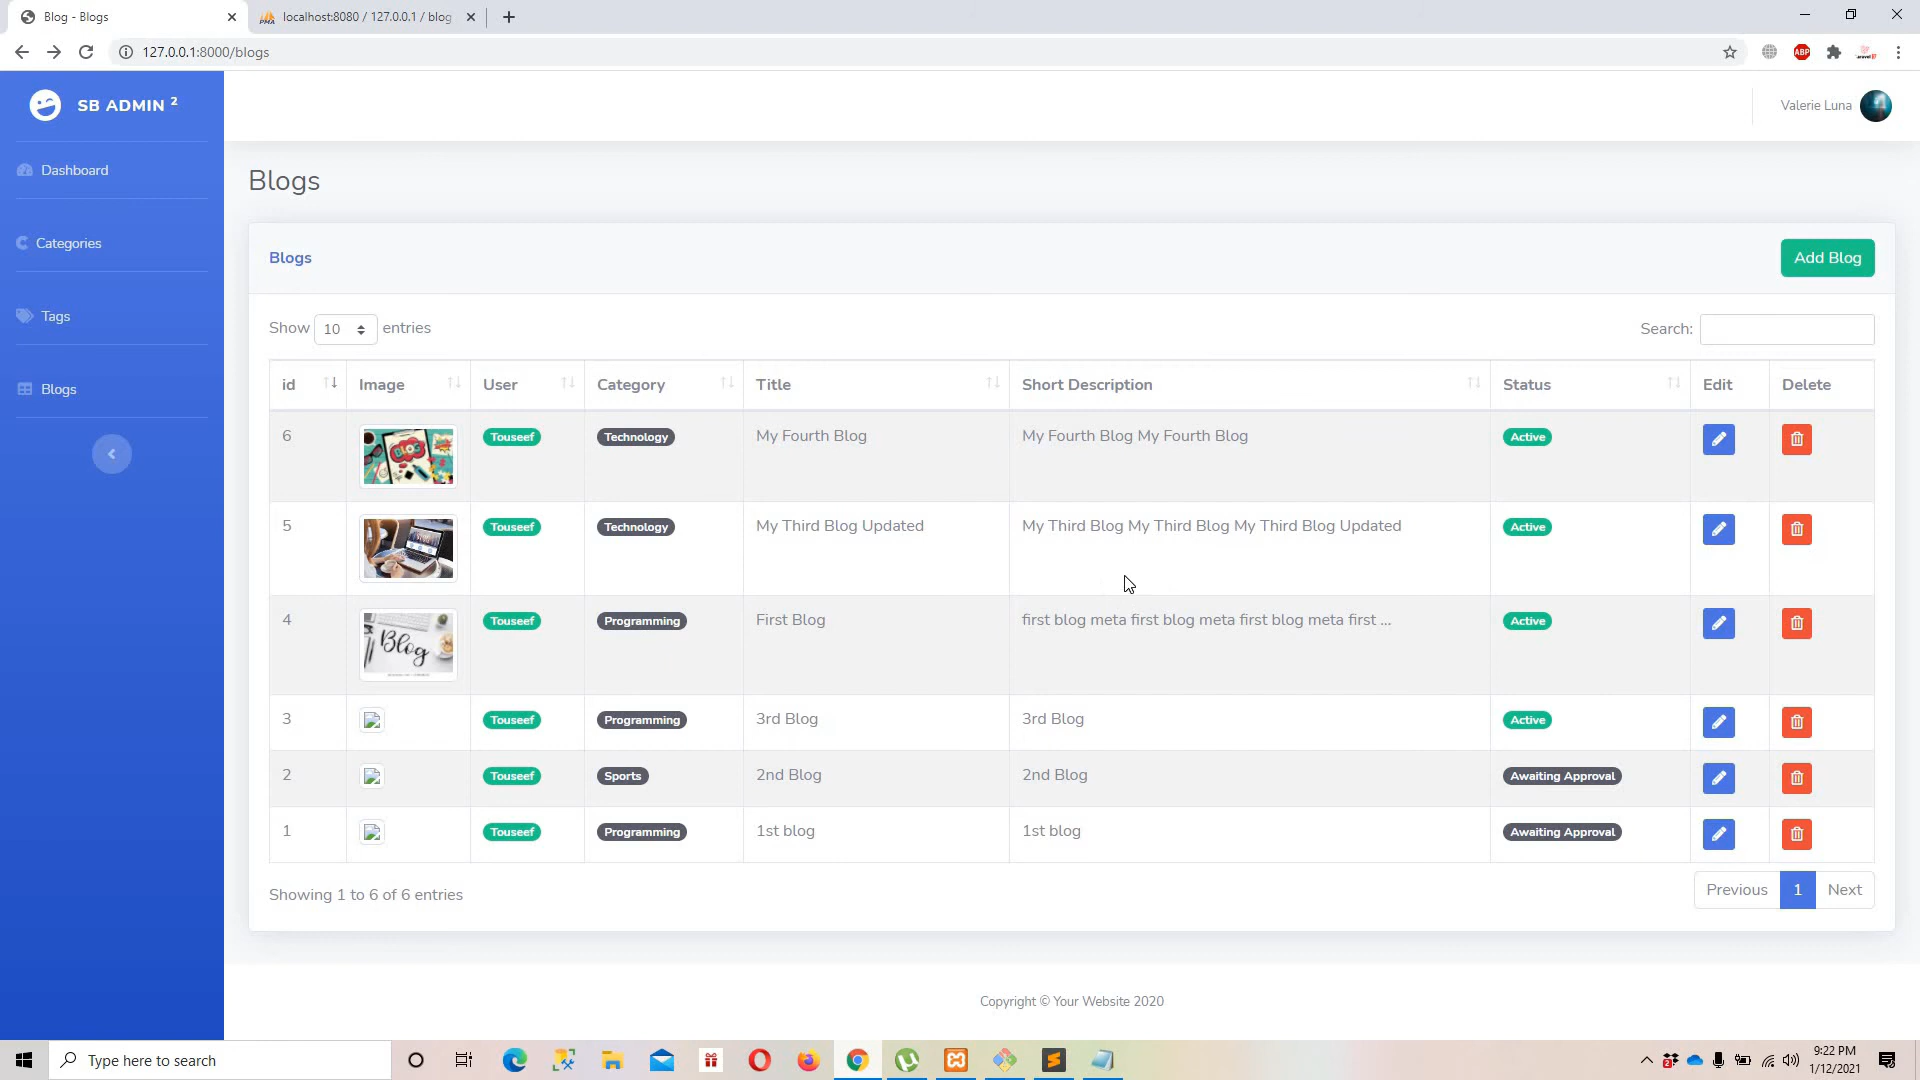 Blog - Blogs
localhost:8080 / 127.0.0.1 / blog
127.0.0.1:8000/blogs
ABP
SB ADMIN 2
Valerie Luna
Dashboard
Categories
Tags
Blogs
Blogs
Blogs
Add Blog
Show 10 entries
Search:
id Image User Category Title Short Description Status Edit Delete
6 Touseef Technology My Fourth Blog My Fourth Blog My Fourth Blog Active
5 Touseef Technology My Third Blog Updated My Third Blog My Third Blog My Third Blog Updated Active
4 Blog Touseef Programming First Blog first blog meta first blog meta first blog meta first ... Active
3 Touseef Programming 3rd Blog 3rd Blog Active
2 Touseef Sports 2nd Blog 2nd Blog Awaiting Approval
1 Touseef Programming 1st blog 1st blog Awaiting Approval
Showing 1 to 6 of 6 entries
Previous 1 Next
Copyright © Your Website 2020
Type here to search
9:22 PM
1/12/2021